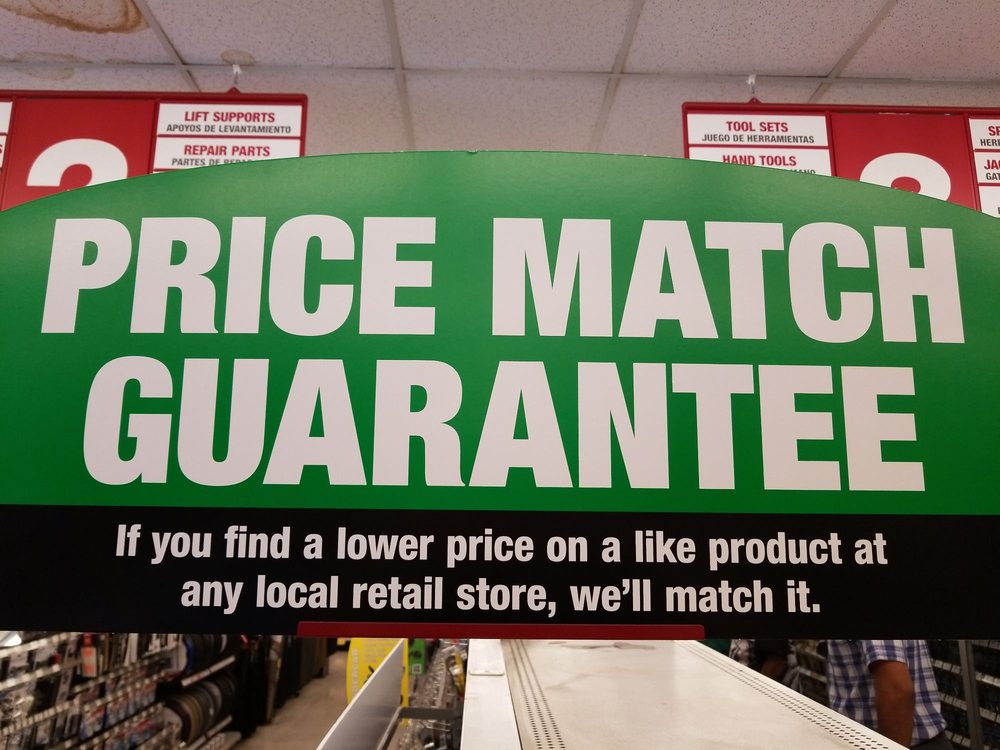 LIFT SUPPORTS
APOYOS DE LEVANTAMIENTO
REPAIR PARTS
TOOL SETS
JUEGO DE HERRAMIENTAS
HAND TOOLS
PRICE MATCH
GUARANTEE
If you find a lower price on a like product at
any local retail store, we'll match it.